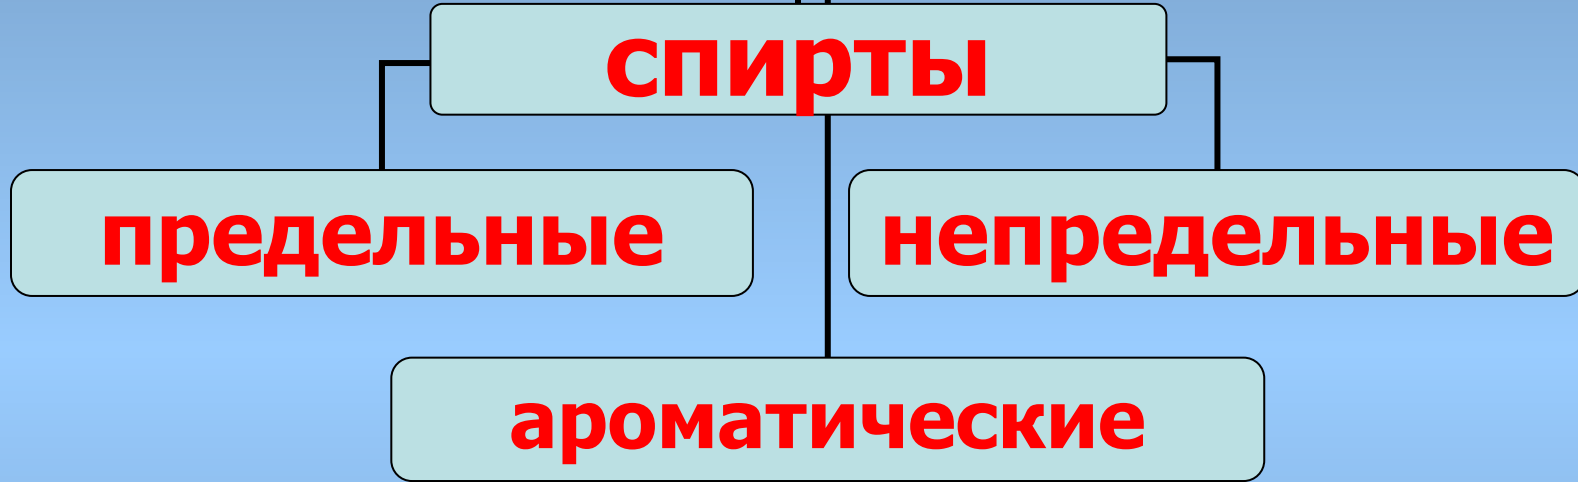 спирты
предельные
непредельные
ароматические